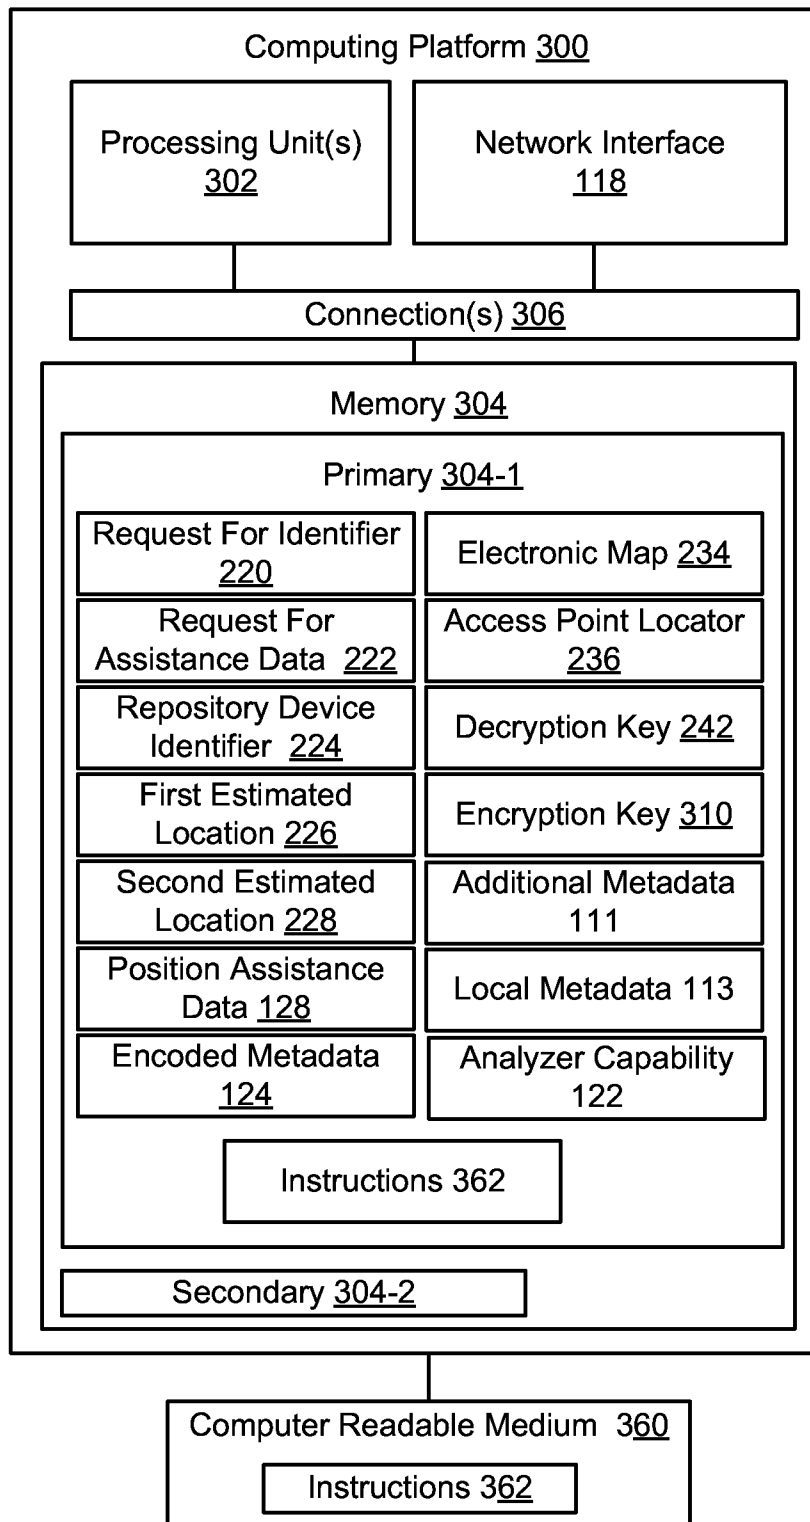 Computing Platform 300
Processing Unit(s)
302
Network Interface
118
Connection(s) 306
Memory 304
Primary 304-1
Request For Identifier
220
Electronic Map 234
Request For
Assistance Data 222
Access Point Locator
236
Repository Device
Identifier 224
Decryption Key 242
First Estimated
Location 226
Encryption Key 310
Second Estimated
Location 228
Additional Metadata
111
Position Assistance
Data 128
Local Metadata 113
Encoded Metadata
124
Analyzer Capability
122
Instructions 362
Secondary 304-2
Computer Readable Medium 360
Instructions 362